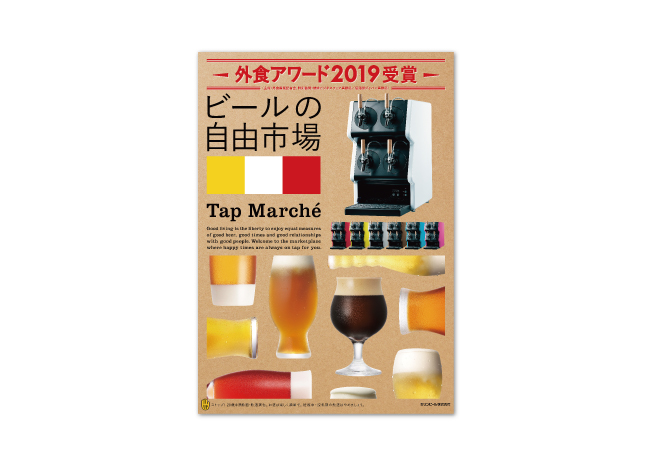 外食アワード2019受賞
ビールの
自由市場
Tap Marché
Good living is the liberty to enjoy equal measures
of good beer, good times and good relationships
with good people. Welcome to the marketplace
where happy times are always on tap for you.